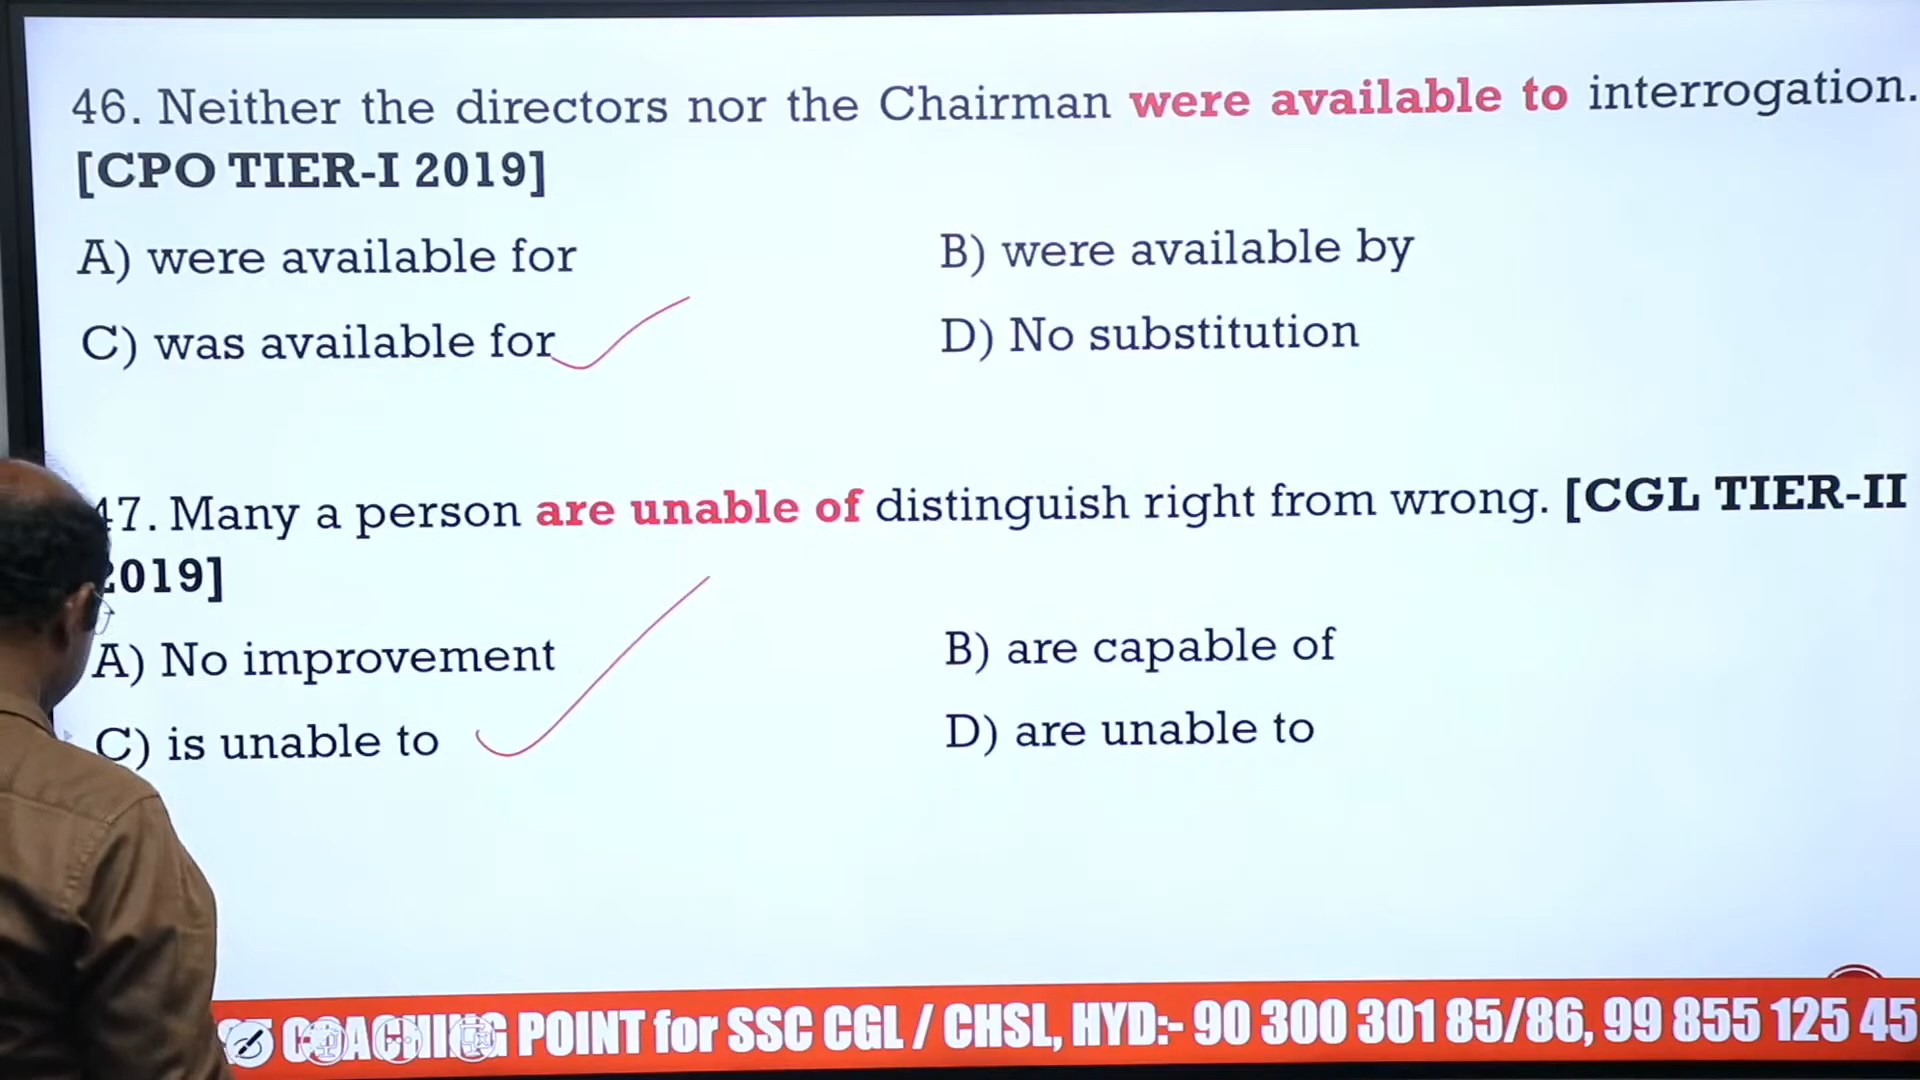 46. Neither the directors nor the Chairman were available to interrogation.
[CPO TIER-I 2019]
A) were available for
B) were available by
C) was available for
D) No substitution
47. Many a person are unable of distinguish right from wrong. [CGL TIER-II
2019]
A) No improvement
B) are capable of
C) is unable to
D) are unable to
COACHING POINT for SSC CGL / CHSL, HYD:- 90 300 301 85/86, 99 855 125 45